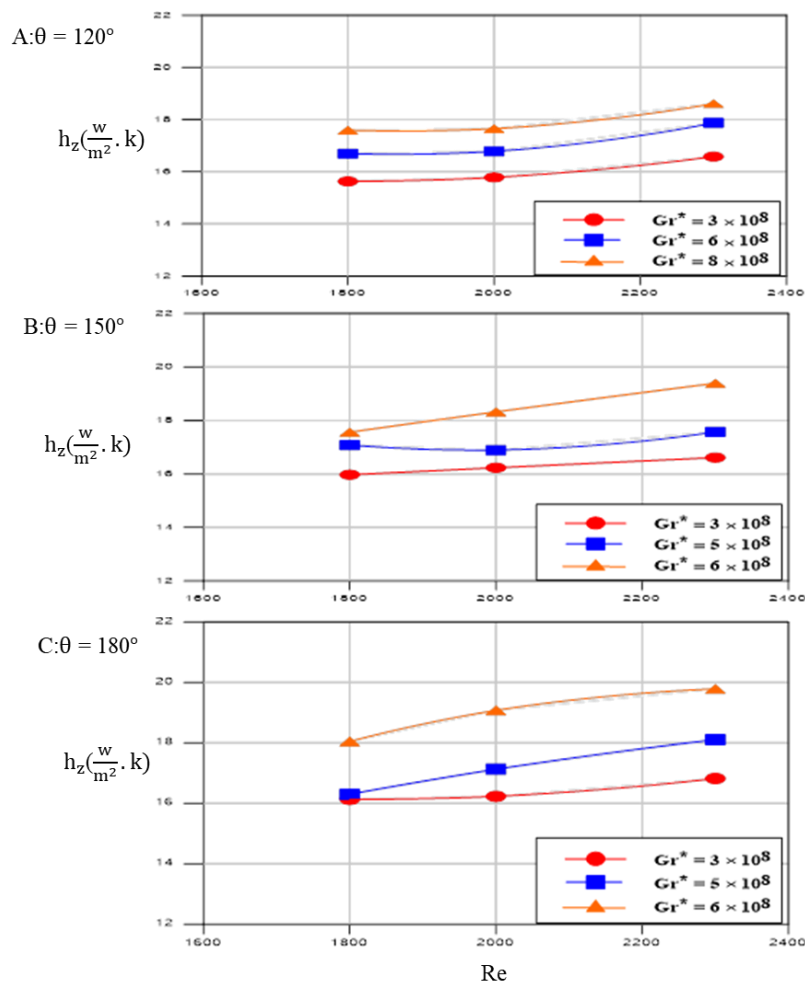 A:θ = 120°
h_z(w/m². k)
22
20
18
16
14
12
1600 1800 2000 2200 2400
Gr* = 3 × 10⁸
Gr* = 6 × 10⁸
Gr* = 8 × 10⁸
B:θ = 150°
h_z(w/m². k)
22
20
18
16
14
12
1600 1800 2000 2200 2400
Gr* = 3 × 10⁸
Gr* = 5 × 10⁸
Gr* = 6 × 10⁸
C:θ = 180°
h_z(w/m². k)
22
20
18
16
14
12
1600 1800 2000 2200 2400
Gr* = 3 × 10⁸
Gr* = 5 × 10⁸
Gr* = 6 × 10⁸
Re